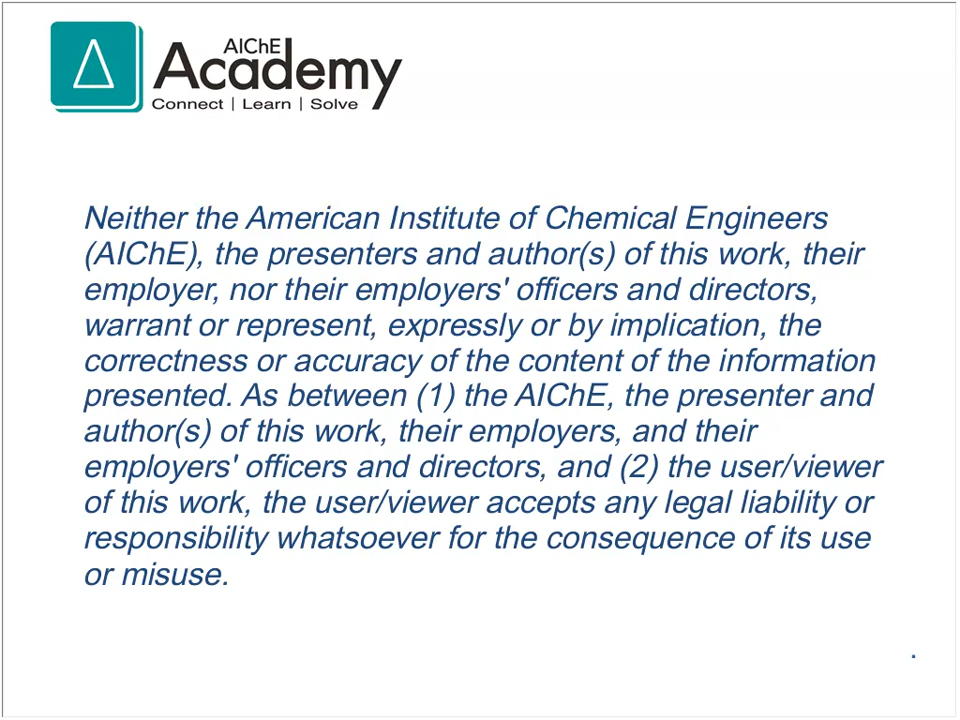 AIChE
Academy
Connect | Learn | Solve
Neither the American Institute of Chemical Engineers
(AIChE), the presenters and author(s) of this work, their
employer, nor their employers' officers and directors,
warrant or represent, expressly or by implication, the
correctness or accuracy of the content of the information
presented. As between (1) the AIChE, the presenter and
author(s) of this work, their employers, and their
employers' officers and directors, and (2) the user/viewer
of this work, the user/viewer accepts any legal liability or
responsibility whatsoever for the consequence of its use
or misuse.
.